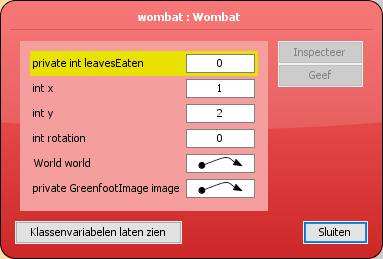 wombat : Wombat
private int leavesEaten 0
Inspecteer
int x 1
Geef
int y 2
int rotation 0
World world
private GreenfootImage image
Klassenvariabelen laten zien
Sluiten